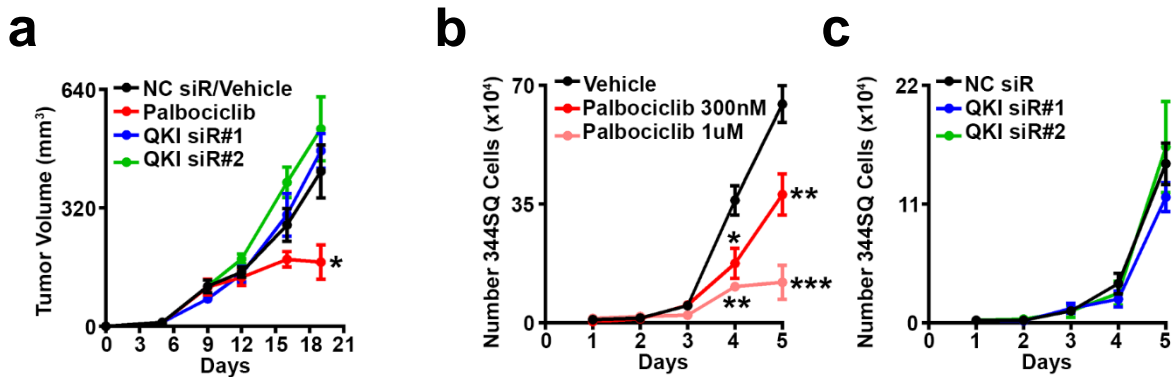 a
Tumor Volume (mm³)
640
320
0
NC siR/Vehicle
Palbociclib
QKI siR#1
QKI siR#2
*
0 3 6 9 12 15 18 21
Days
b
Number 344SQ Cells (x10⁴)
70
35
0
Vehicle
Palbociclib 300nM
Palbociclib 1uM
*
**
**
***
0 1 2 3 4 5
Days
c
Number 344SQ Cells (x10⁴)
22
11
0
NC siR
QKI siR#1
QKI siR#2
0 1 2 3 4 5
Days